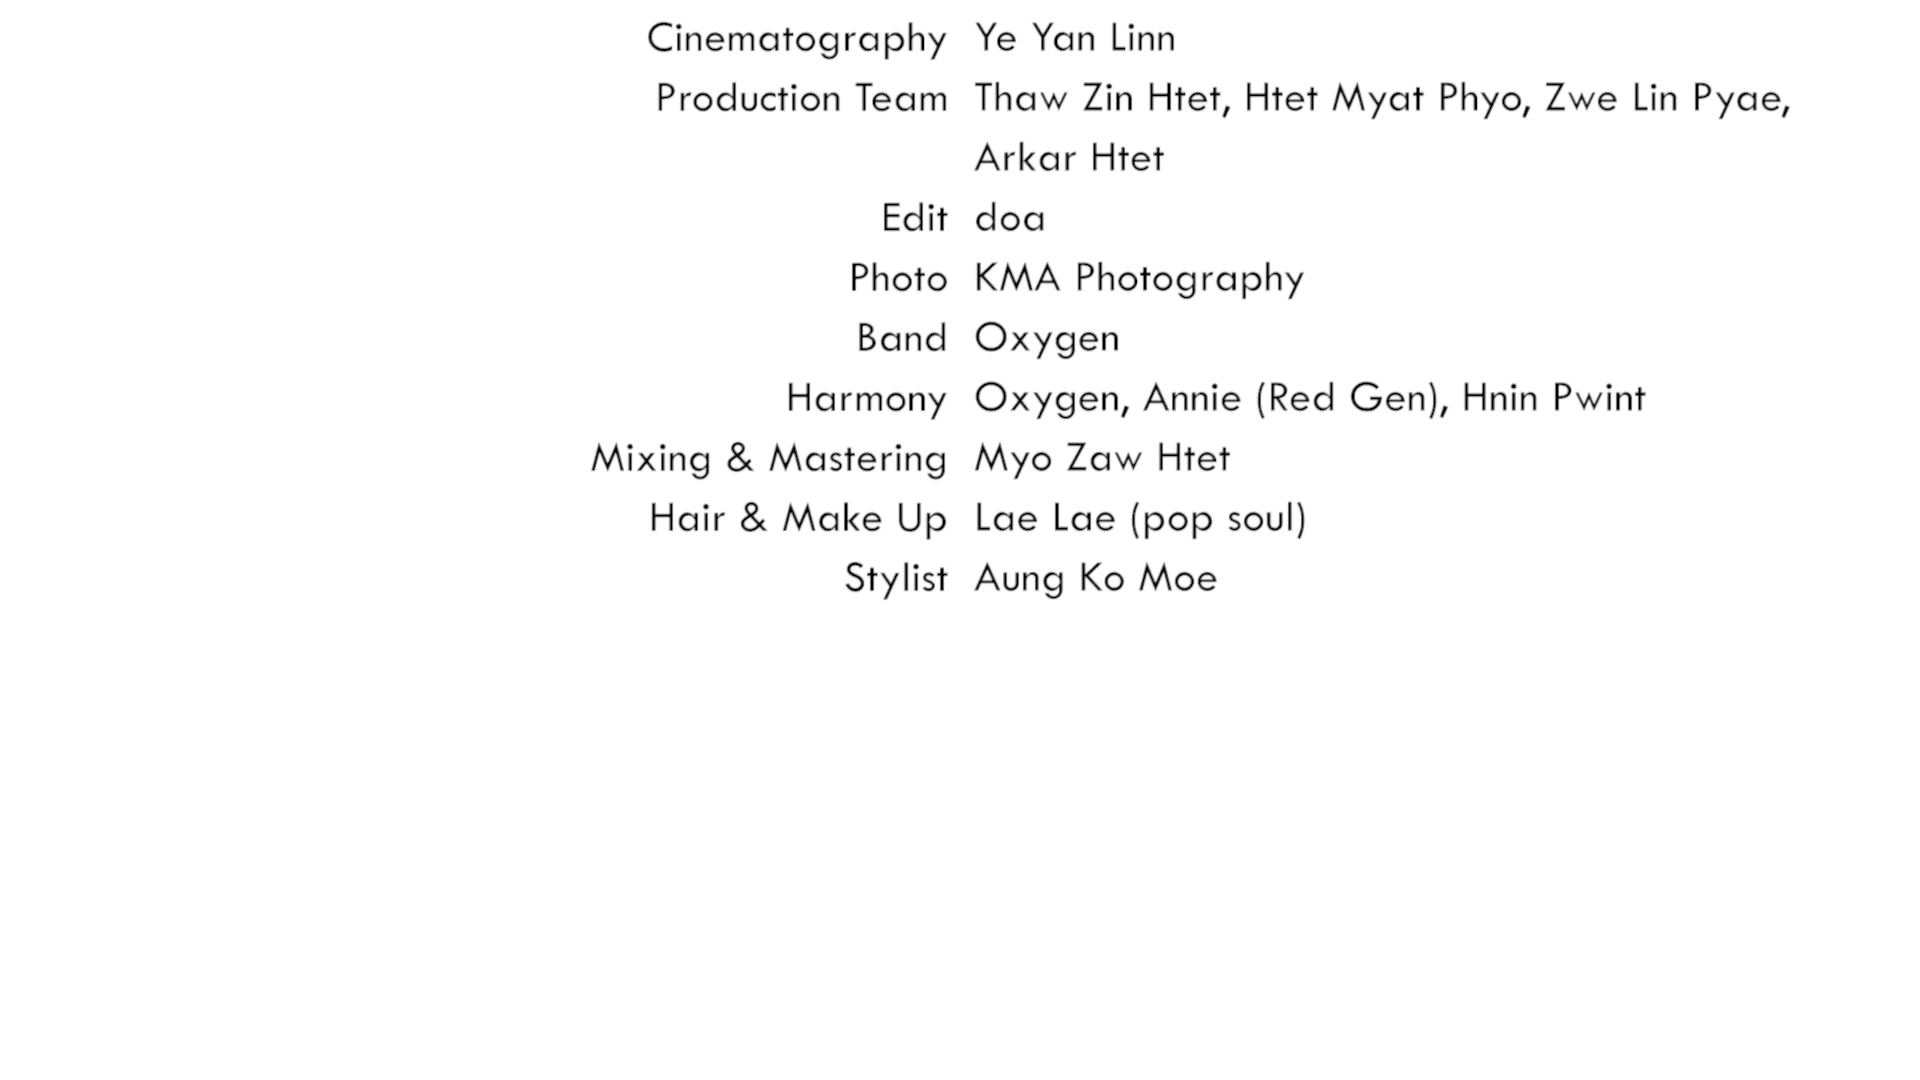 Cinematography Ye Yan Linn
Production Team Thaw Zin Htet, Htet Myat Phyo, Zwe Lin Pyae,
Arkar Htet
Edit doa
Photo KMA Photography
Band Oxygen
Harmony Oxygen, Annie (Red Gen), Hnin Pwint
Mixing & Mastering Myo Zaw Htet
Hair & Make Up Lae Lae (pop soul)
Stylist Aung Ko Moe